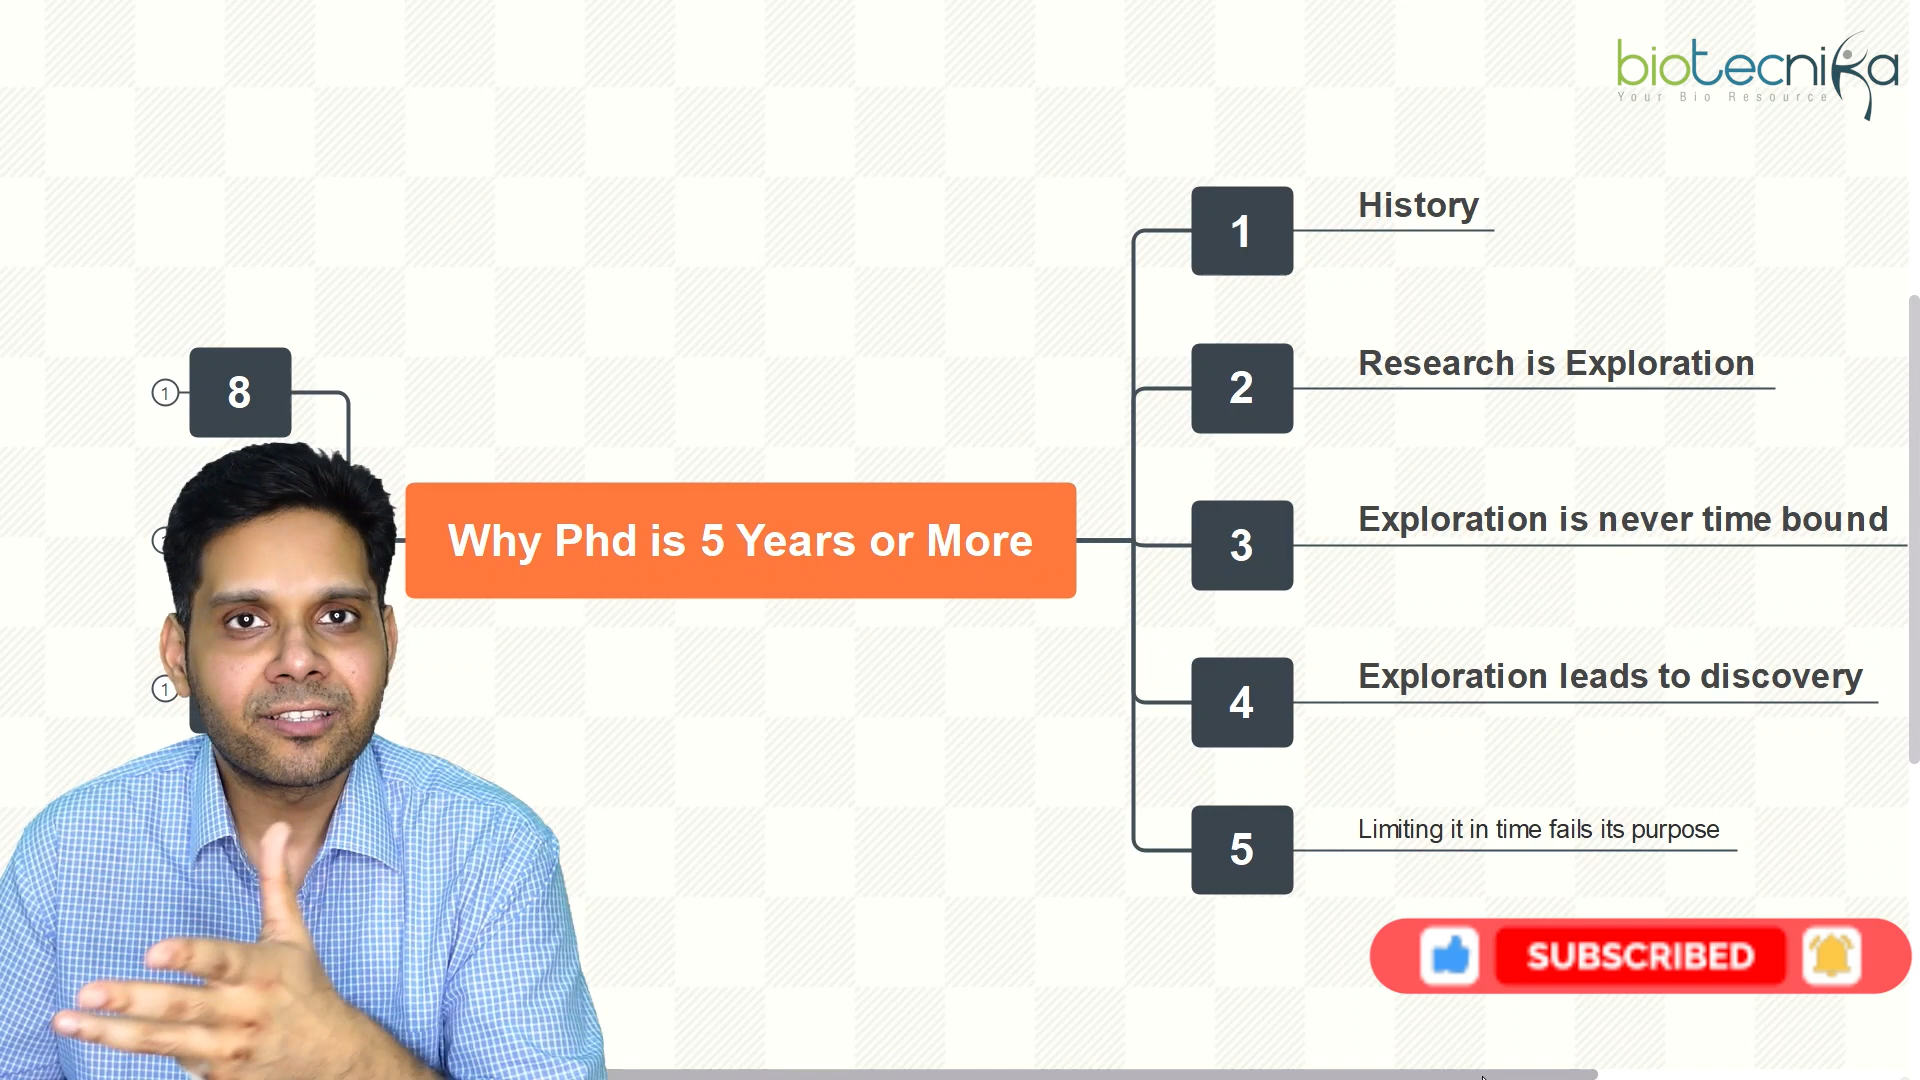 biotecnika
Your Bio Resource
1
History
2
Research is Exploration
1
8
Why Phd is 5 Years or More
3
Exploration is never time bound
1
4
Exploration leads to discovery
5
Limiting it in time fails its purpose
SUBSCRIBED